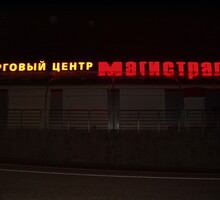 РГОВЫЙ ЦЕНТР МАГИСТРАЛ